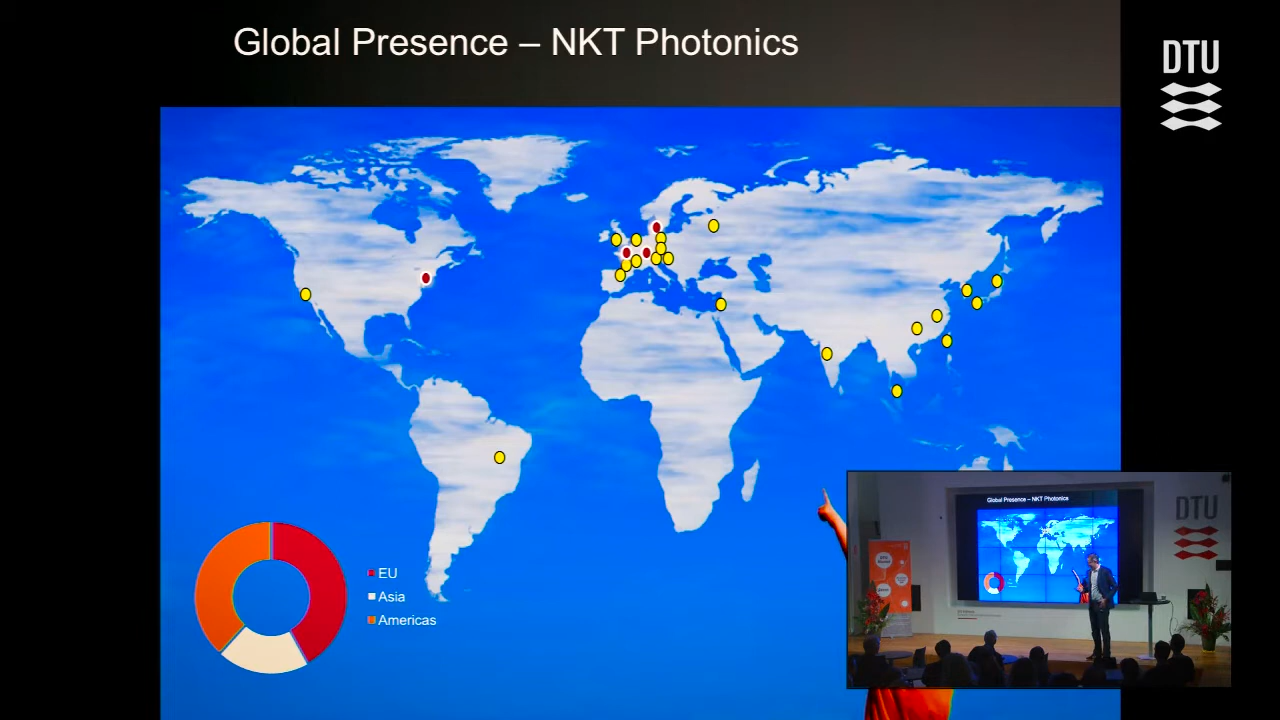 Global Presence – NKT Photonics
DTU
EU
Asia
Americas
Global Presence – NKT Photonics
DTU